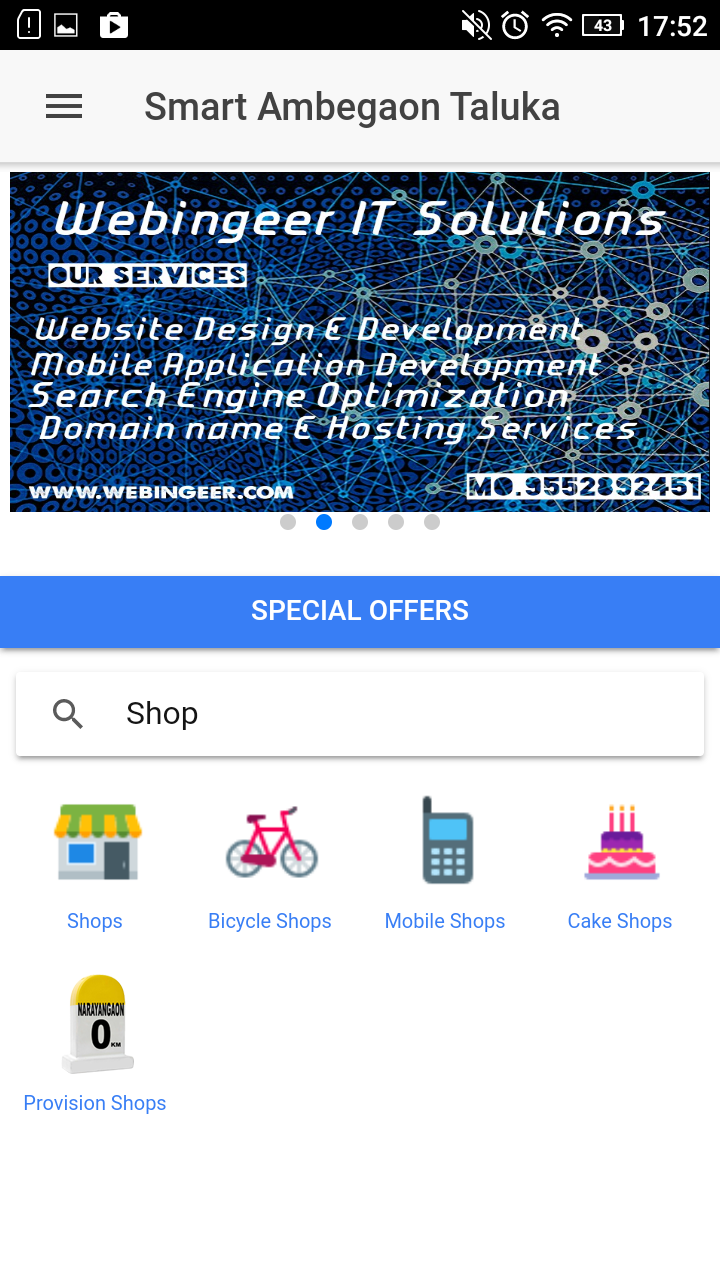 43 17:52
Smart Ambegaon Taluka
Webingeer IT Solutions
OUR SERVICES
Website Design & Development
Mobile Application Development
Search Engine Optimization
Domain name & Hosting Services
WWW.WEBINGEER.COM MO.9552892451
SPECIAL OFFERS
Shop
Shops Bicycle Shops Mobile Shops Cake Shops
NARAYANGAON
0 KM
Provision Shops